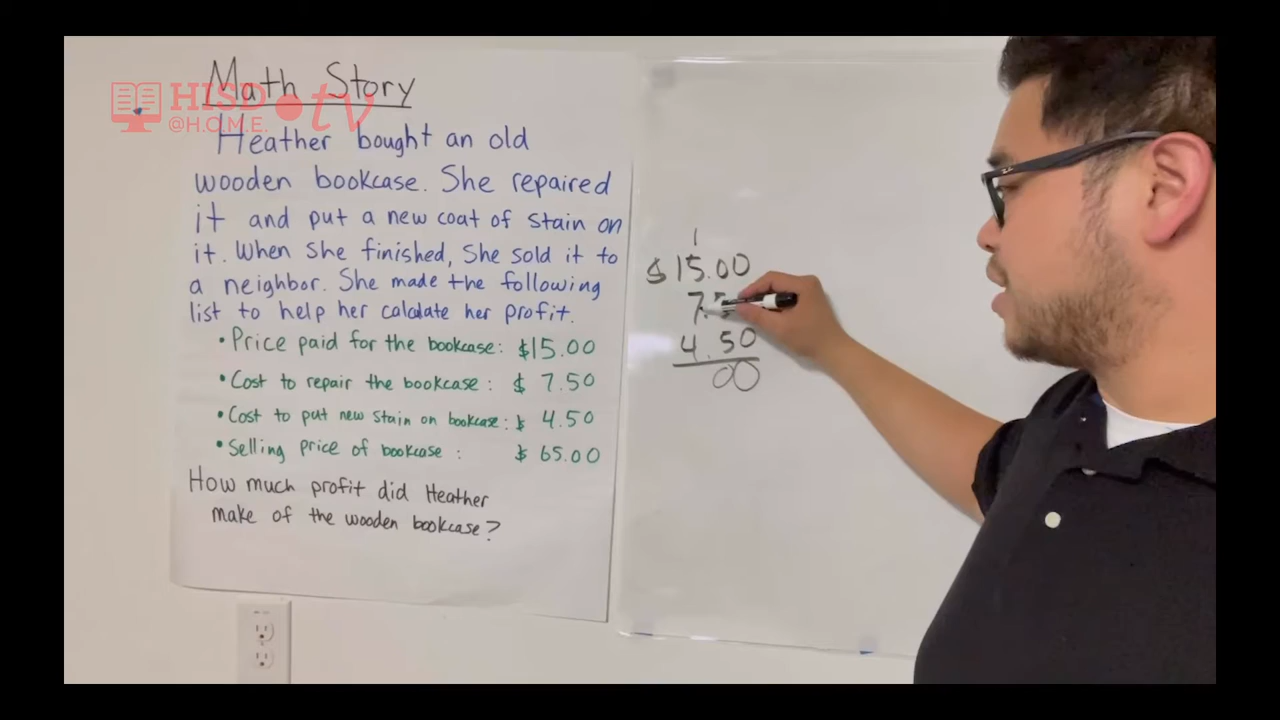 Math Story
HISD
tv
@H.O.M.E.
Heather bought an old
wooden bookcase. She repaired
it and put a new coat of stain on
it. When she finished, She sold it to
a neighbor. She made the following
list to help her calculate her profit.
• Price paid for the bookcase: $15.00
• Cost to repair the bookcase: $ 7.50
• Cost to put new stain on bookcase: $ 4.50
• Selling price of bookcase : $ 65.00
How much profit did Heather
make of the wooden bookcase?
1
$15.00
7.5
4.50
00